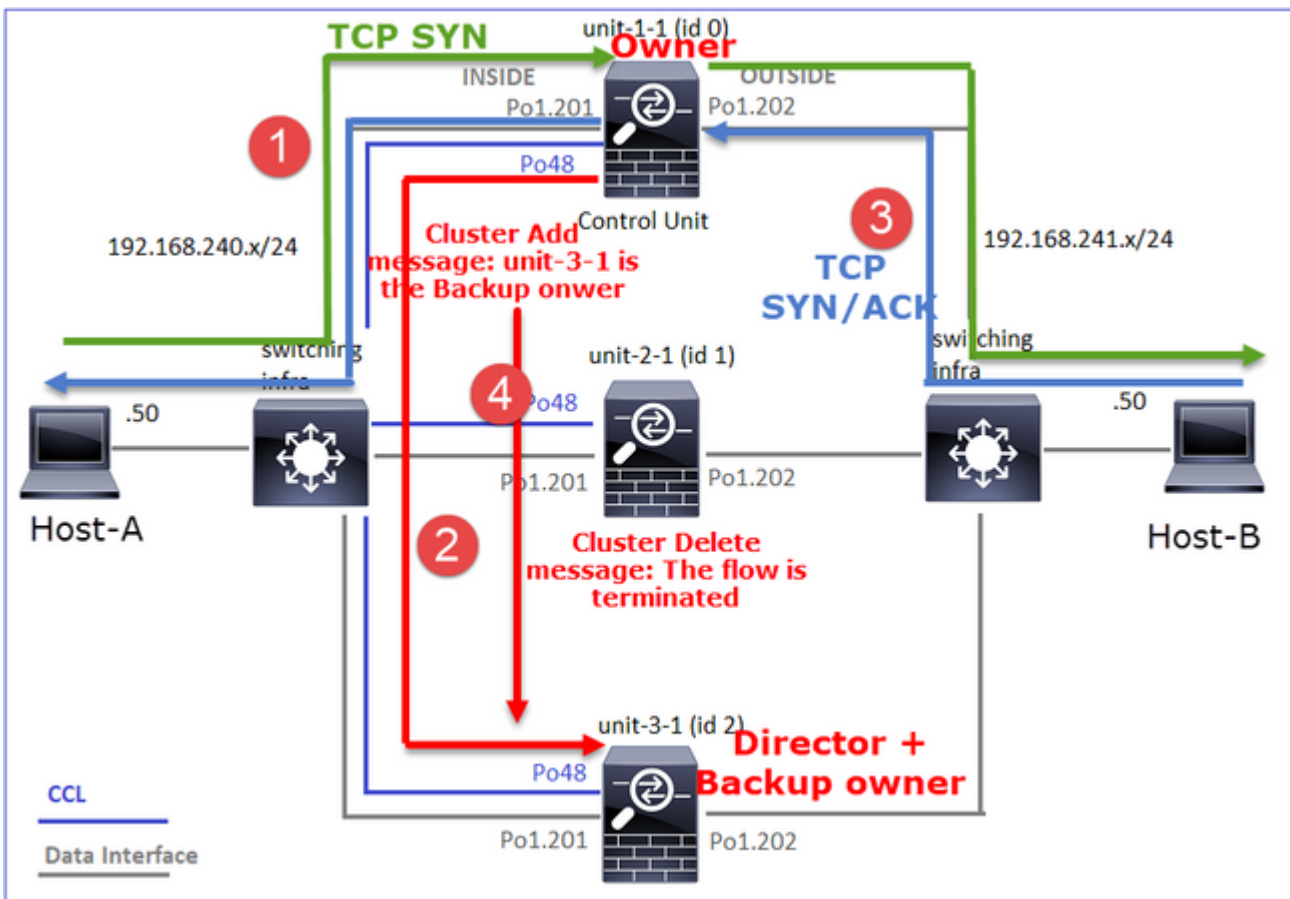 unit-1-1 (id 0)
TCP SYN
Owner
INSIDE
OUTSIDE
Po1.201
Po1.202
1
Po48
Control Unit
3
192.168.240.x/24
Cluster Add
message: unit-3-1 is
the Backup onwer
192.168.241.x/24
TCP
SYN/ACK
switching
infra
unit-2-1 (id 1)
switching
infra
.50
4
Po48
.50
Po1.201
Po1.202
Host-A
Host-B
2
Cluster Delete
message: The flow is
terminated
unit-3-1 (id 2)
Director +
Backup owner
Po48
CCL
Po1.201
Po1.202
Data Interface